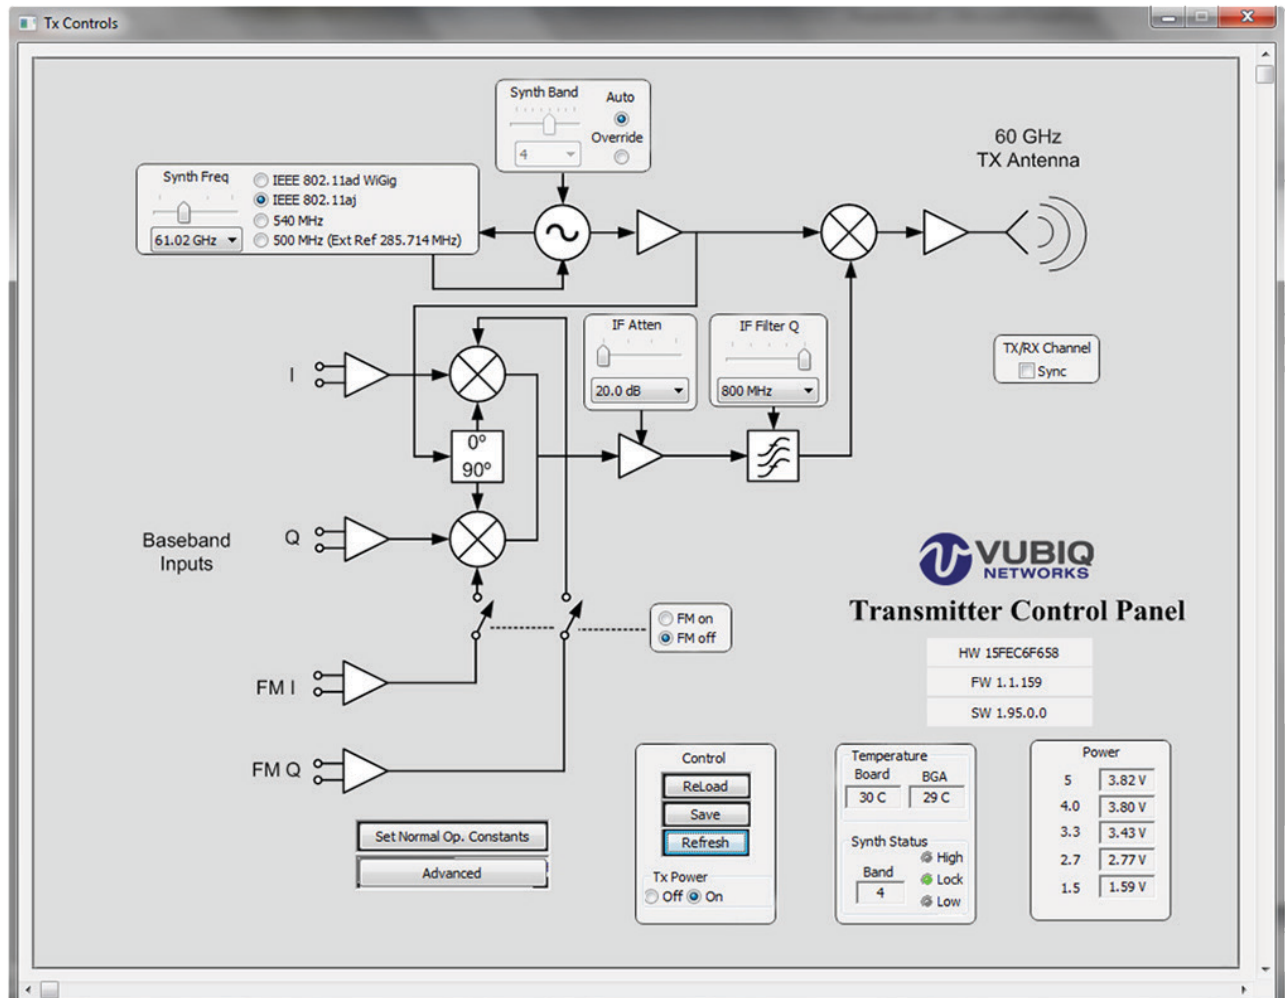 Tx Controls
Synth Band
Auto
Override
4
60 GHz
TX Antenna
Synth Freq
61.02 GHz
IEEE 802.11ad WiGig
IEEE 802.11aj
540 MHz
500 MHz (Ext Ref 285.714 MHz)
IF Atten
20.0 dB
IF Filter Q
800 MHz
TX/RX Channel
Sync
I
0º
90º
Q
Baseband
Inputs
VUBIQ
NETWORKS
Transmitter Control Panel
HW 15FEC6F658
FW 1.1.159
SW 1.95.0.0
FM on
FM off
FM I
FM Q
Set Normal Op. Constants
Advanced
Control
ReLoad
Save
Refresh
Tx Power
Off On
Temperature
Board BGA
30 C 29 C
Synth Status
Band
4
High
Lock
Low
Power
5 3.82 V
4.0 3.80 V
3.3 3.43 V
2.7 2.77 V
1.5 1.59 V